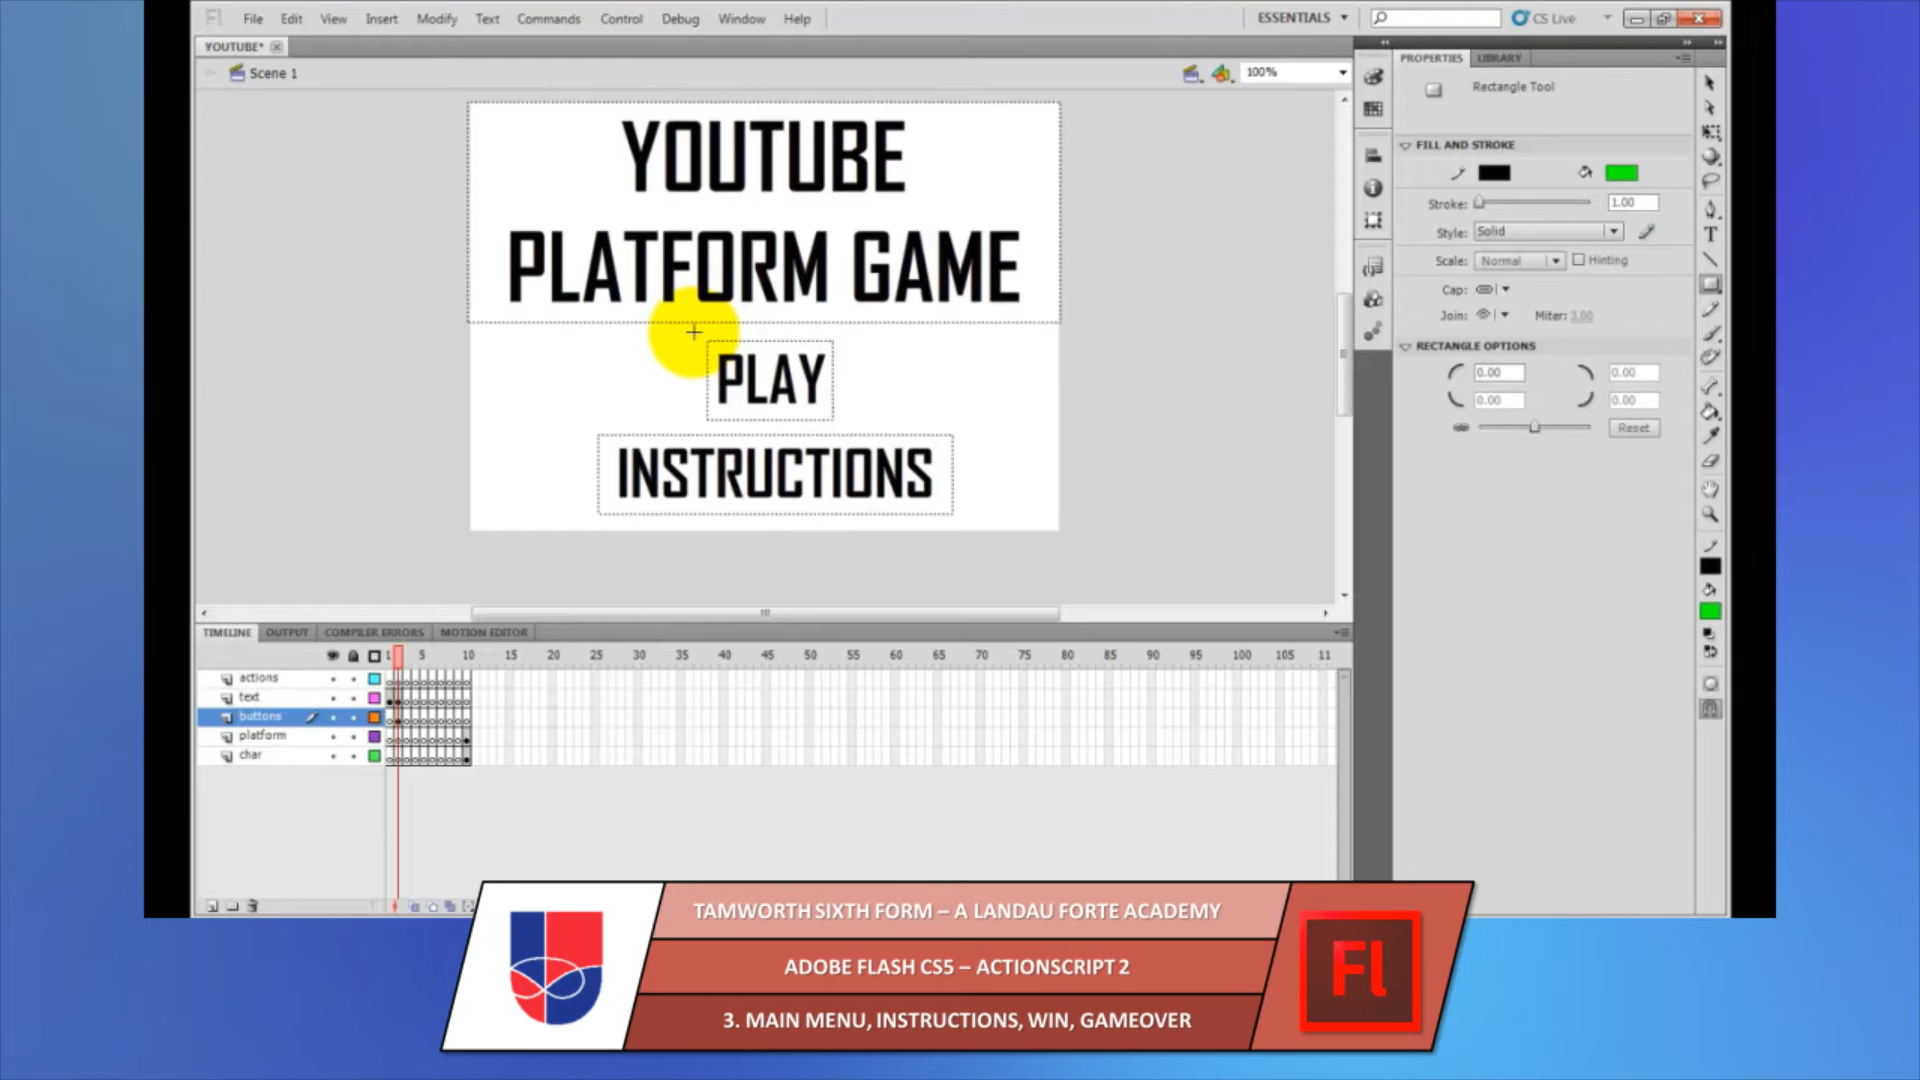 Fl File Edit View Insert Modify Text Commands Control Debug Window Help ESSENTIALS CS Live
YOUTUBE*
Scene 1 100%
YOUTUBE
PLATFORM GAME
PLAY
INSTRUCTIONS
PROPERTIES LIBRARY
Rectangle Tool
FILL AND STROKE
Stroke: 1.00
Style: Solid
Scale: Normal Hinting
Cap:
Join: Miter: 3.00
RECTANGLE OPTIONS
0.00 0.00
0.00 0.00
Reset
T
TIMELINE OUTPUT COMPILER ERRORS MOTION EDITOR
1 5 10 15 20 25 30 35 40 45 50 55 60 65 70 75 80 85 90 95 100 105 11
actions
text
buttons
platform
char
TAMWORTH SIXTH FORM – A LANDAU FORTE ACADEMY
ADOBE FLASH CS5 – ACTIONSCRIPT 2
3. MAIN MENU, INSTRUCTIONS, WIN, GAMEOVER
Fl